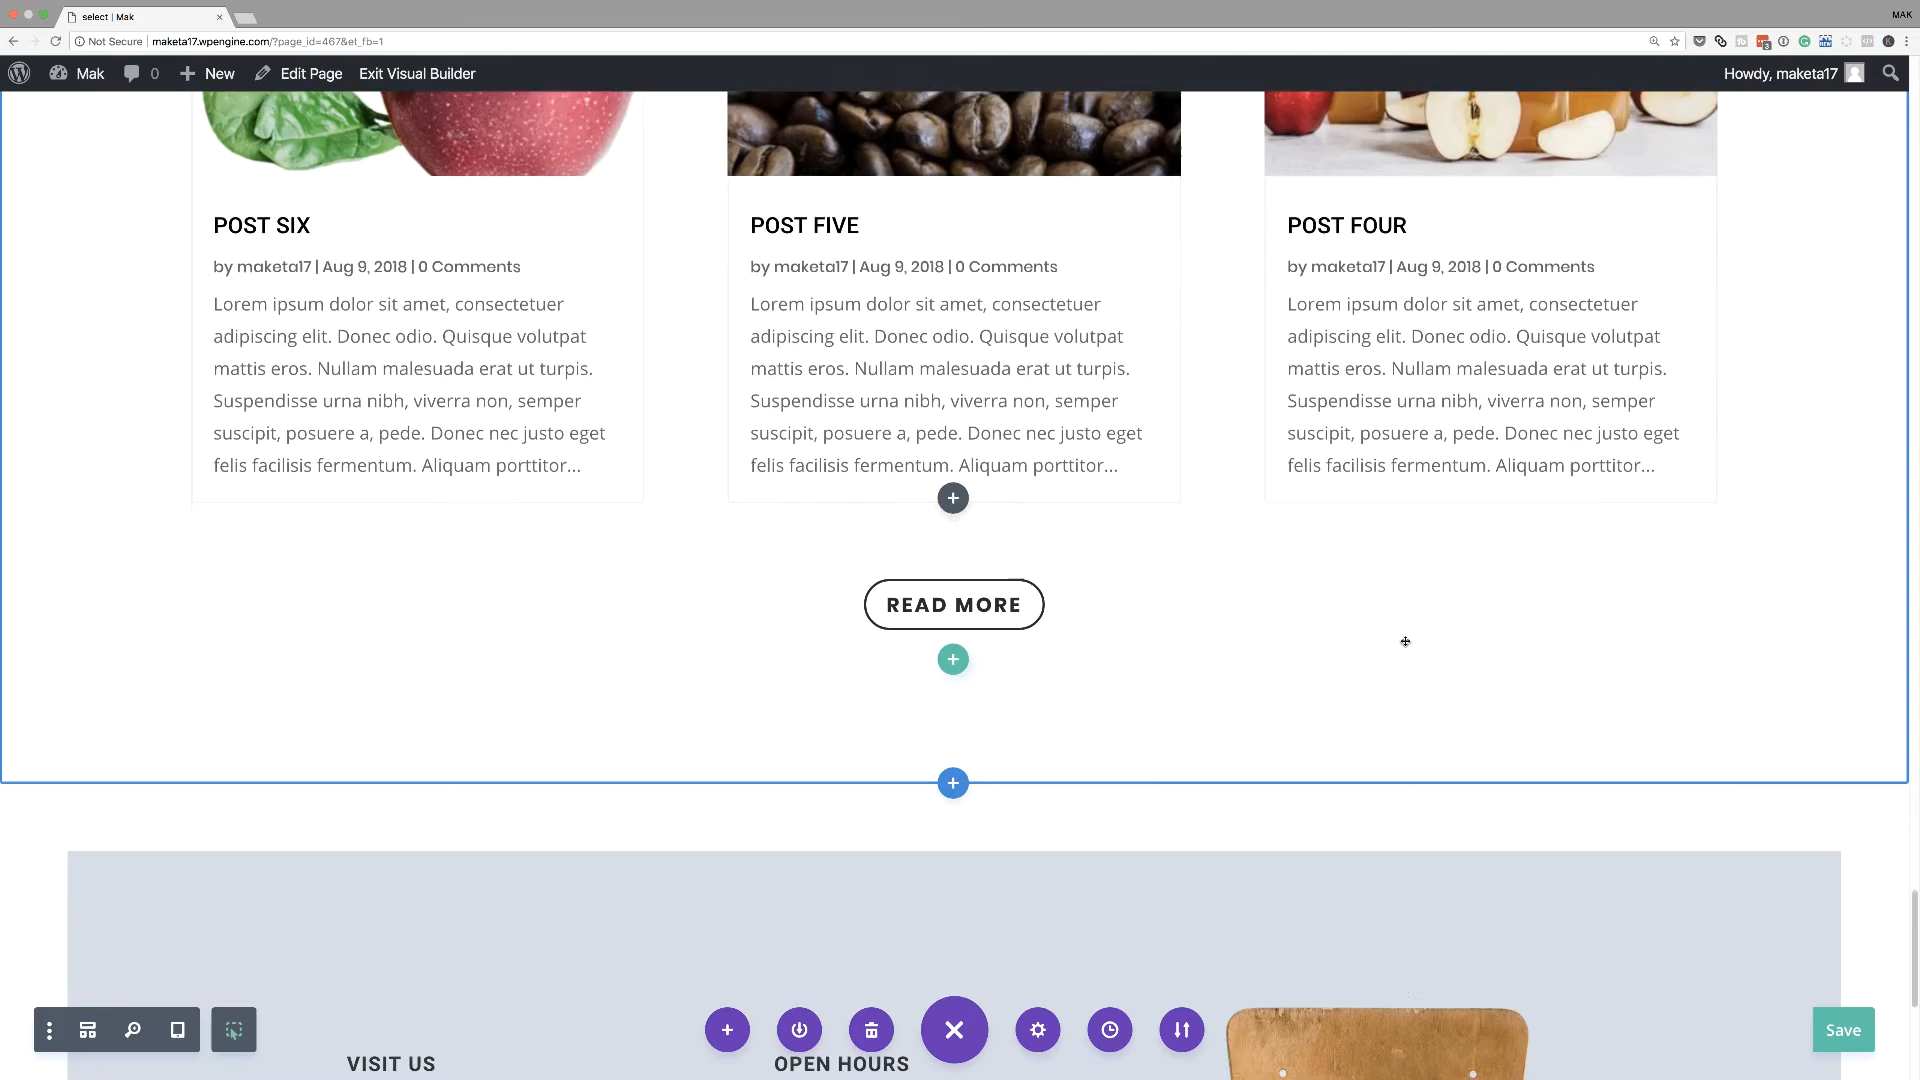 select | Mak
MAK
Not Secure | maketa17.wpengine.com/?page_id=467&et_fb=1
Mak 0 New Edit Page Exit Visual Builder
Howdy, maketa17
POST SIX
by maketa17 | Aug 9, 2018 | 0 Comments
Lorem ipsum dolor sit amet, consectetuer
adipiscing elit. Donec odio. Quisque volutpat
mattis eros. Nullam malesuada erat ut turpis.
Suspendisse urna nibh, viverra non, semper
suscipit, posuere a, pede. Donec nec justo eget
felis facilisis fermentum. Aliquam porttitor...
POST FIVE
by maketa17 | Aug 9, 2018 | 0 Comments
Lorem ipsum dolor sit amet, consectetuer
adipiscing elit. Donec odio. Quisque volutpat
mattis eros. Nullam malesuada erat ut turpis.
Suspendisse urna nibh, viverra non, semper
suscipit, posuere a, pede. Donec nec justo eget
felis facilisis fermentum. Aliquam porttitor...
POST FOUR
by maketa17 | Aug 9, 2018 | 0 Comments
Lorem ipsum dolor sit amet, consectetuer
adipiscing elit. Donec odio. Quisque volutpat
mattis eros. Nullam malesuada erat ut turpis.
Suspendisse urna nibh, viverra non, semper
suscipit, posuere a, pede. Donec nec justo eget
felis facilisis fermentum. Aliquam porttitor...
READ MORE
Save
VISIT US
OPEN HOURS